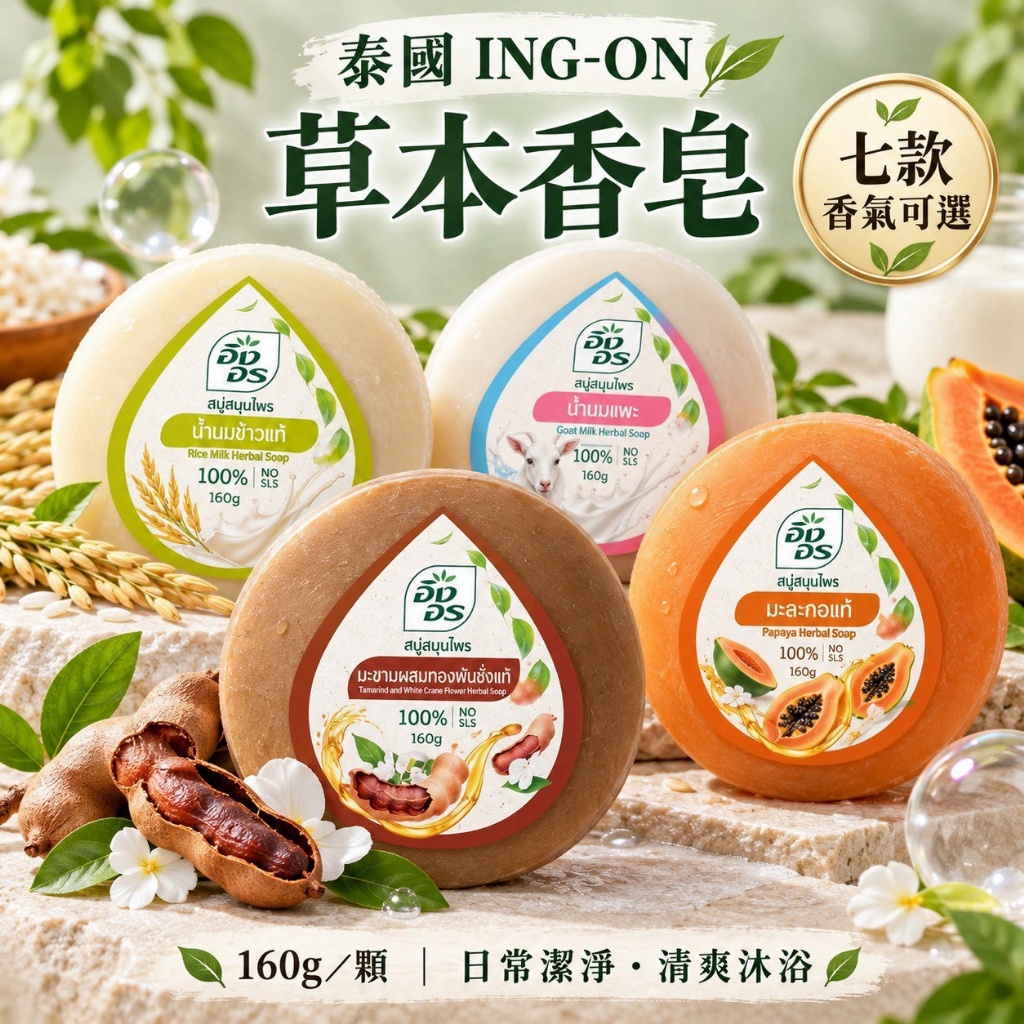 泰國 ING-ON
草本香皂
七款
香氣可選
อิง
อร
สบู่สมุนไพร
น้ำนมข้าวแท้
Rice Milk Herbal Soap
100% | NO SLS
160g
อิง
อร
สบู่สมุนไพร
น้ำนมแพะ
Goat Milk Herbal Soap
100% | NO SLS
160g
อิง
อร
สบู่สมุนไพร
มะขามผสมทองพันชั่งแท้
Tamarind and White Crane Flower Herbal Soap
100% | NO SLS
160g
อิง
อร
สบู่สมุนไพร
มะละกอแท้
Papaya Herbal Soap
100% | NO SLS
160g
160g/顆 | 日常潔淨・清爽沐浴